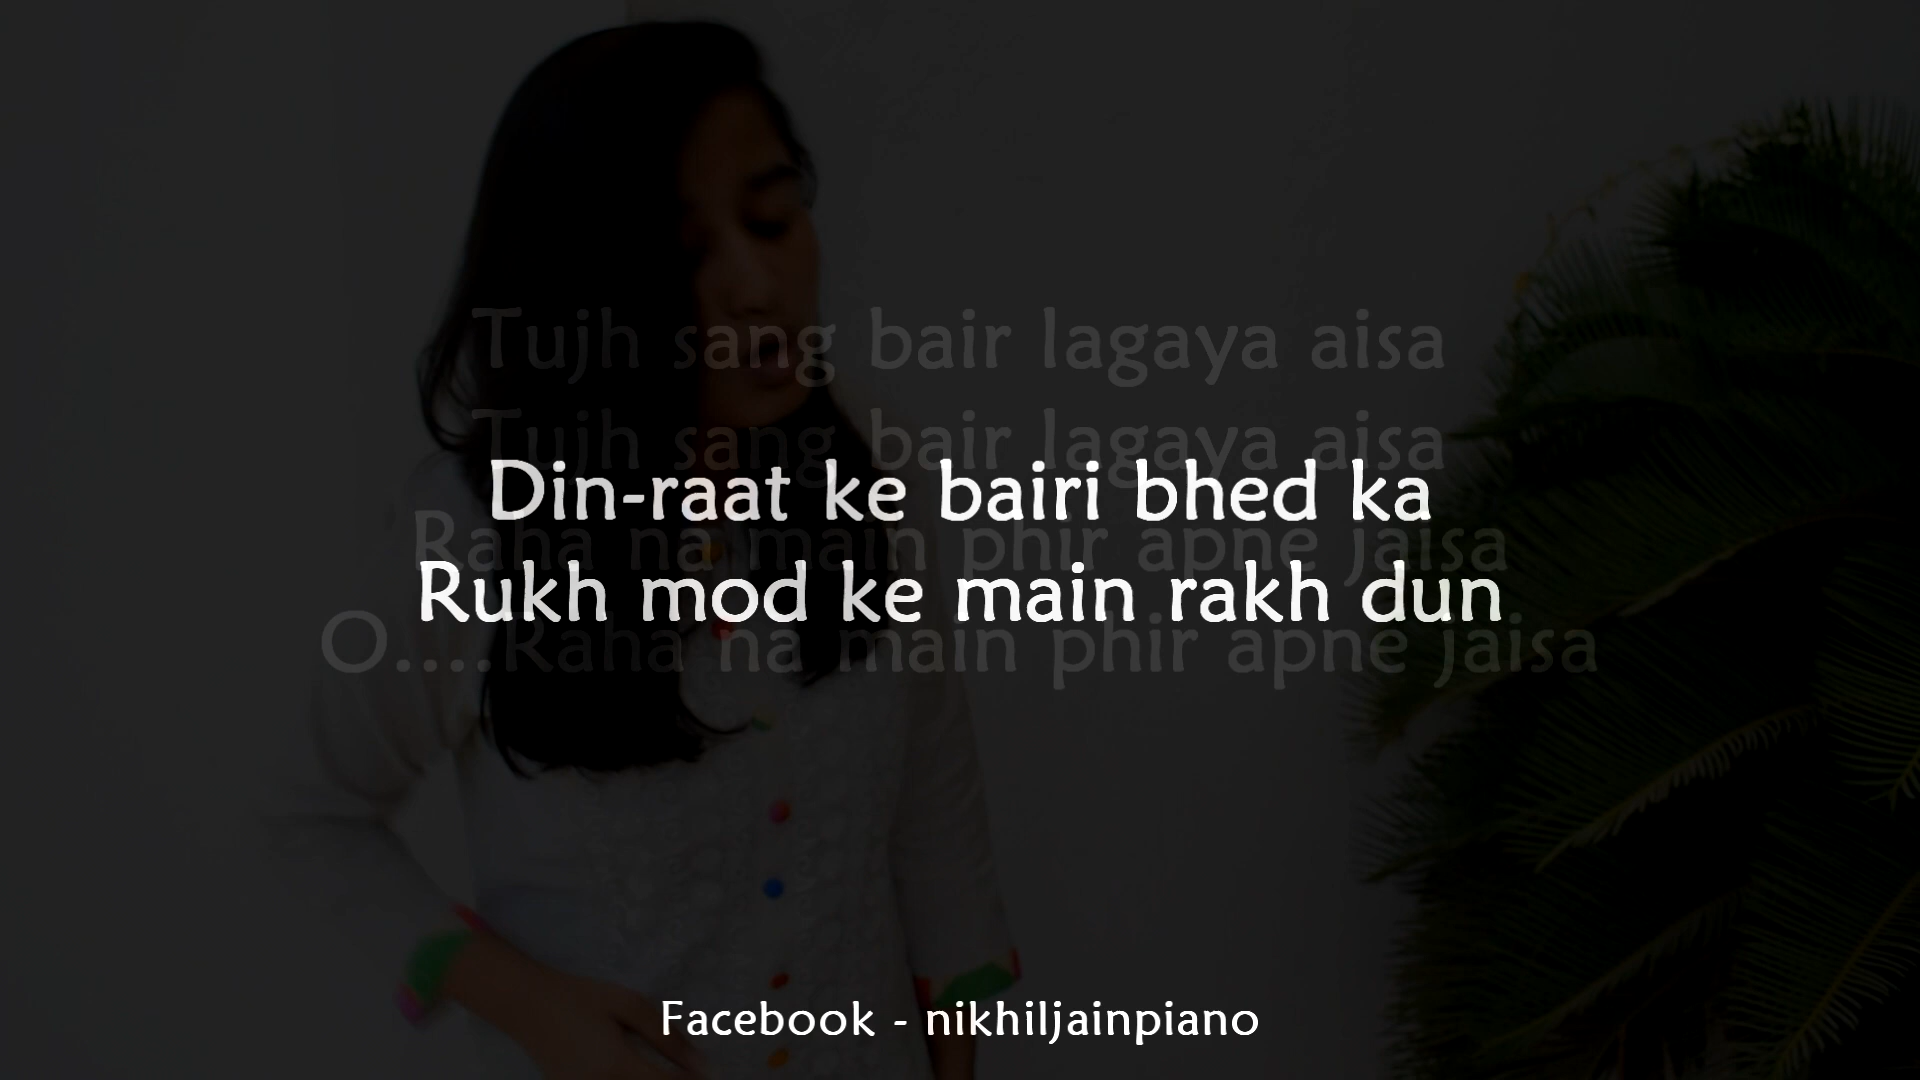 Tujh sang bair lagaya aisa
Tujh sang bair lagaya aisa
Din-raat ke bairi bhed ka
Raha na main phir apne jaisa
Rukh mod ke main rakh dun
O....Raha na main phir apne jaisa
Facebook - nikhiljainpiano